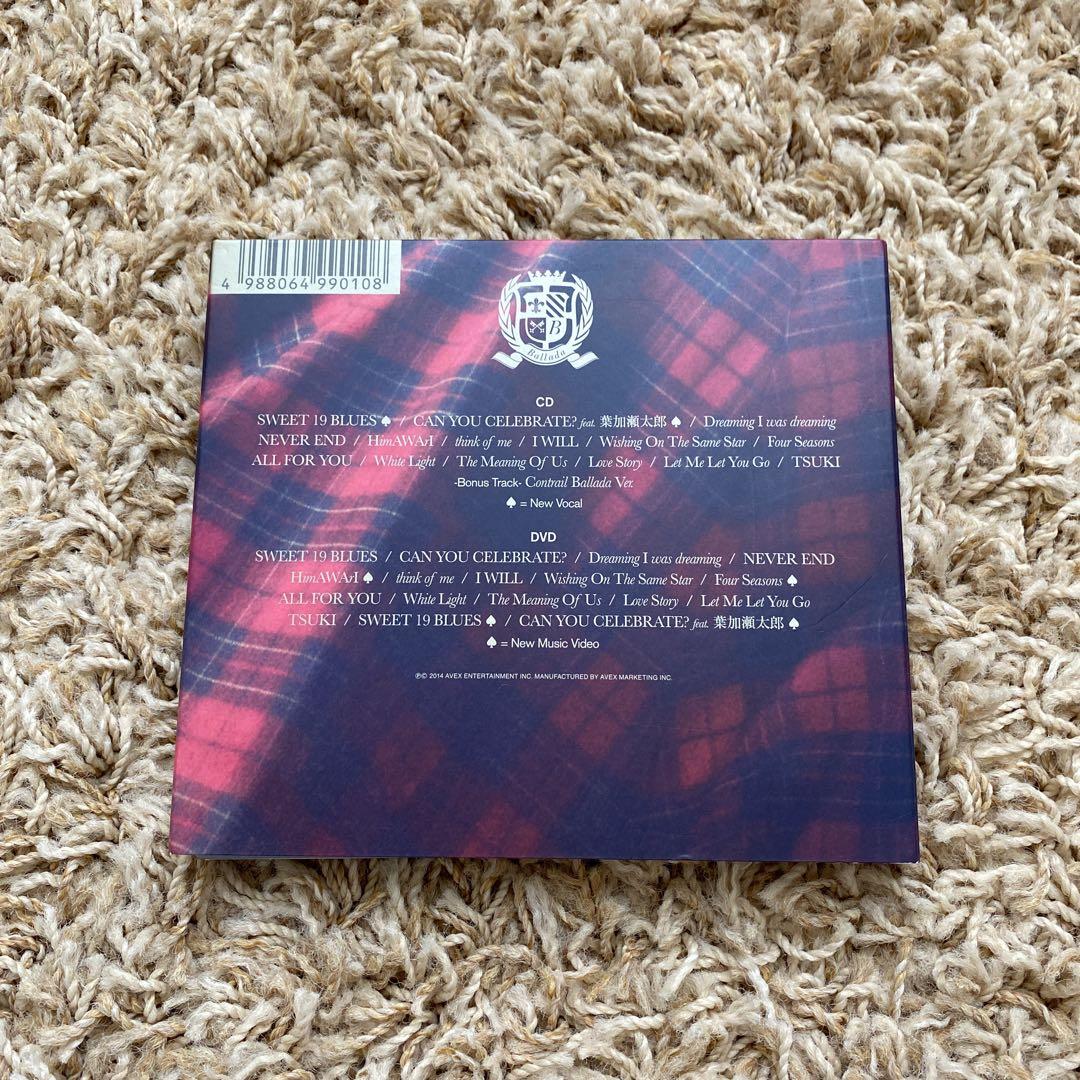 4 988064 990108
B
Ballada
CD
SWEET 19 BLUES♠ / CAN YOU CELEBRATE? feat. 葉加瀬太郎 ♠ / Dreaming I was dreaming
NEVER END / HimAWArI / think of me / I WILL / Wishing On The Same Star / Four Seasons
ALL FOR YOU / White Light / The Meaning Of Us / Love Story / Let Me Let You Go / TSUKI
-Bonus Track- Contrail Ballada Ver.
♠ = New Vocal
DVD
SWEET 19 BLUES / CAN YOU CELEBRATE? / Dreaming I was dreaming / NEVER END
HimAWArI ♠ / think of me / I WILL / Wishing On The Same Star / Four Seasons ♠
ALL FOR YOU / White Light / The Meaning Of Us / Love Story / Let Me Let You Go
TSUKI / SWEET 19 BLUES ♠ / CAN YOU CELEBRATE? feat. 葉加瀬太郎 ♠
♠ = New Music Video
℗© 2014 AVEX ENTERTAINMENT INC. MANUFACTURED BY AVEX MARKETING INC.